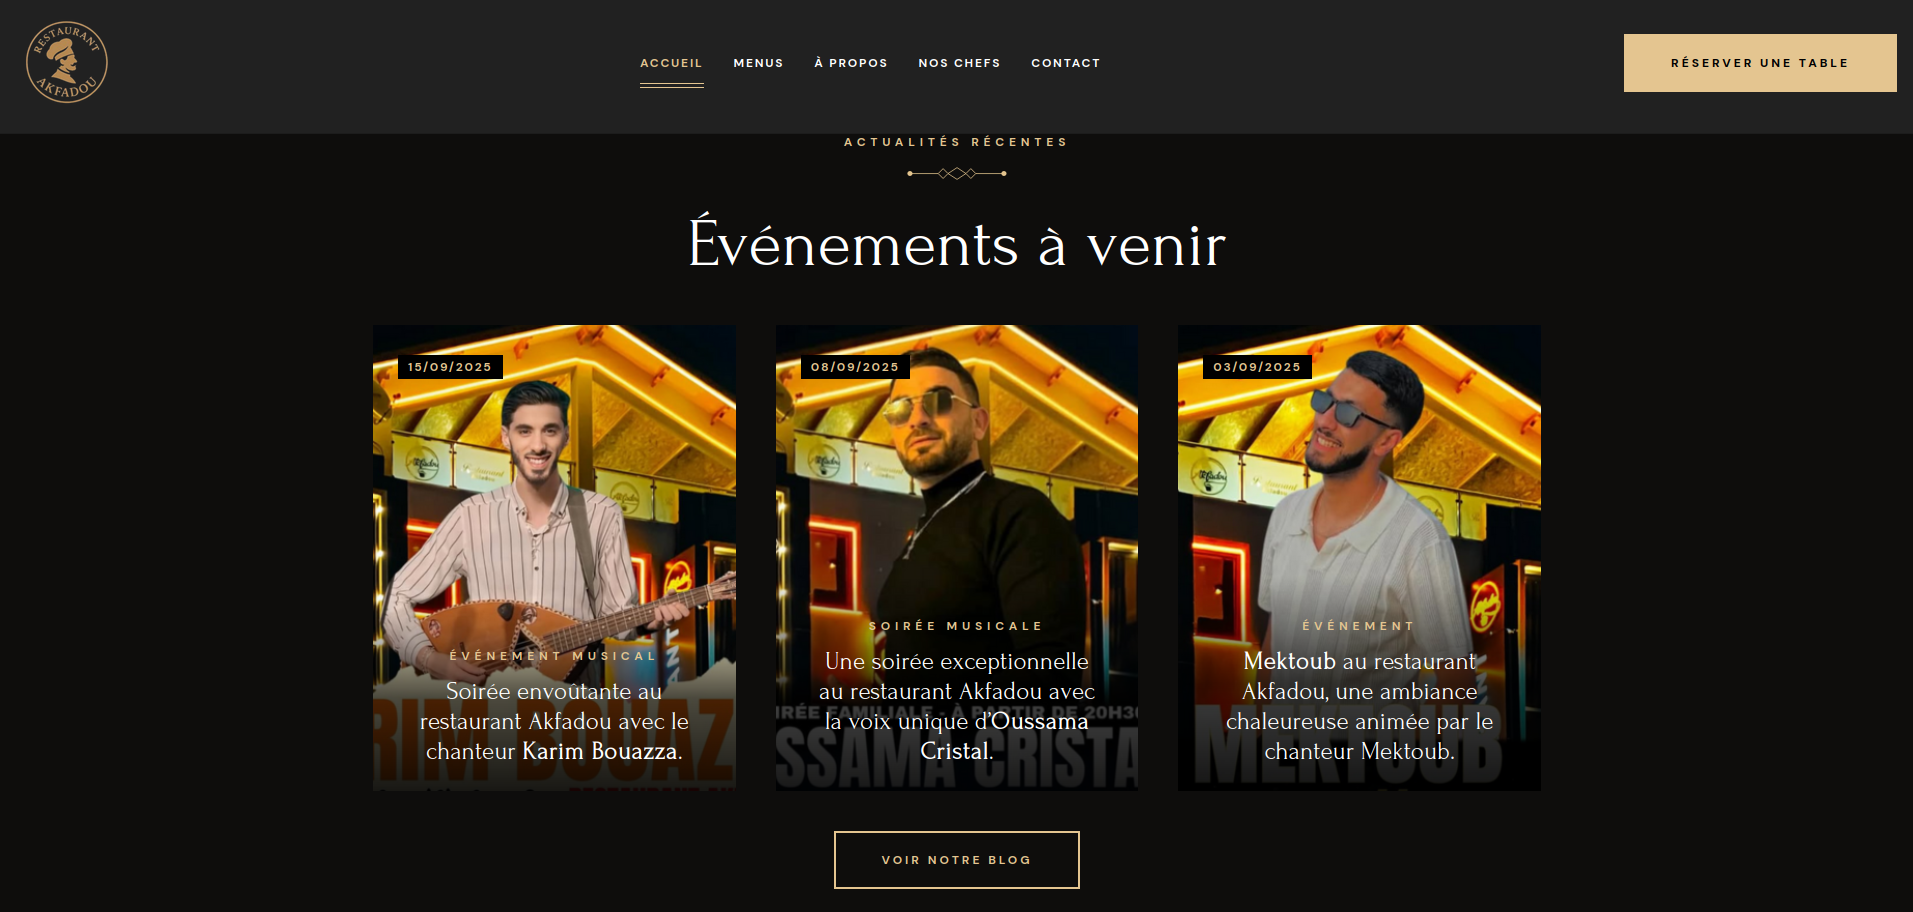 RESTAURANT
AKFADOU
ACCUEIL MENUS À PROPOS NOS CHEFS CONTACT
RÉSERVER UNE TABLE
ACTUALITÉS RÉCENTES
Événements à venir
15/09/2025
ÉVÉNEMENT MUSICAL
Soirée envoûtante au
restaurant Akfadou avec le
chanteur Karim Bouazza.
08/09/2025
SOIRÉE MUSICALE
Une soirée exceptionnelle
au restaurant Akfadou avec
la voix unique d’Oussama
Cristal.
IRÉE FAMILIALE - À PARTIR DE 20H30
SSAMA CRISTA
03/09/2025
ÉVÉNEMENT
Mektoub au restaurant
Akfadou, une ambiance
chaleureuse animée par le
chanteur Mektoub.
MEKTOUB
RIM BOUAZ
VOIR NOTRE BLOG